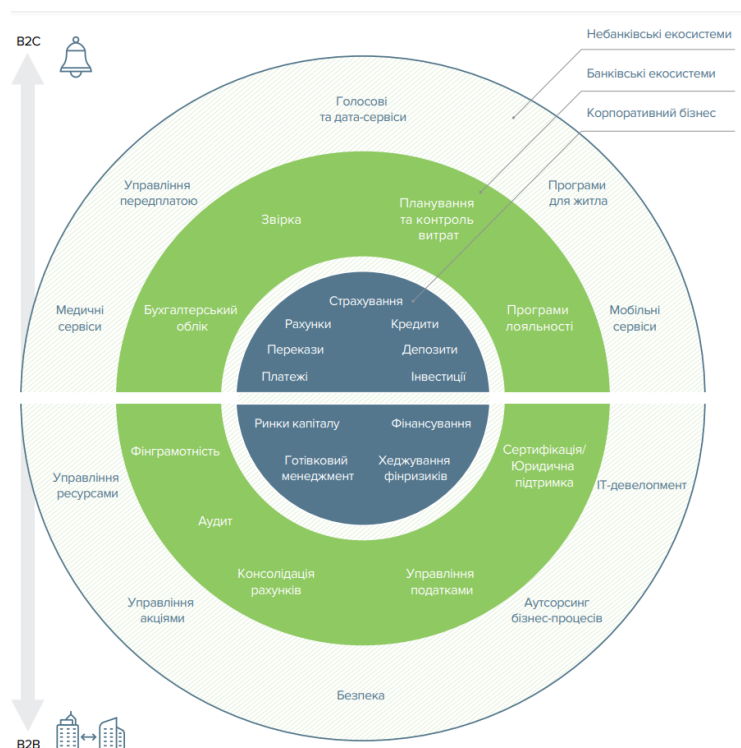 B2C
Небанківські екосистеми
Банківські екосистеми
Корпоративний бізнес
Голосові
та дата-сервіси
Управління
передплатою
Програми
для житла
Медичні
сервіси
Мобільні
сервіси
Звірка
Планування
та контроль
витрат
Бухгалтерський
облік
Програми
лояльності
Страхування
Рахунки
Кредити
Перекази
Депозити
Платежі
Інвестиції
Ринки капіталу
Фінансування
Готівковий
менеджмент
Хеджування
фінризиків
Фінграмотність
Сертифікація/
Юридична
підтримка
Аудит
Консолідація
рахунків
Управління
податками
Управління
ресурсами
ІТ-девелопмент
Управління
акціями
Аутсорсинг
бізнес-процесів
Безпека
B2B